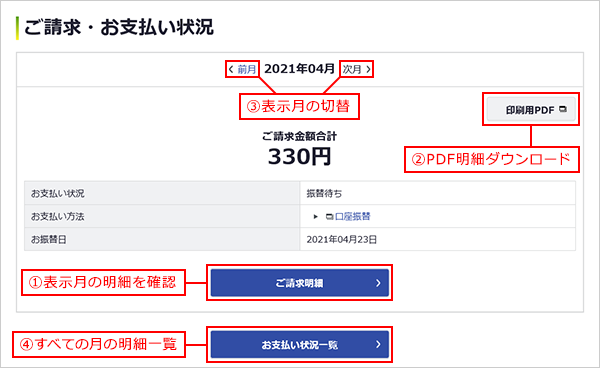 ご請求・お支払い状況
前月 2021年04月 次月
③表示月の切替
印刷用PDF
ご請求金額合計
330円
②PDF明細ダウンロード
お支払い状況 振替待ち
お支払い方法 口座振替
お振替日 2021年04月23日
①表示月の明細を確認 ご請求明細
④すべての月の明細一覧 お支払い状況一覧